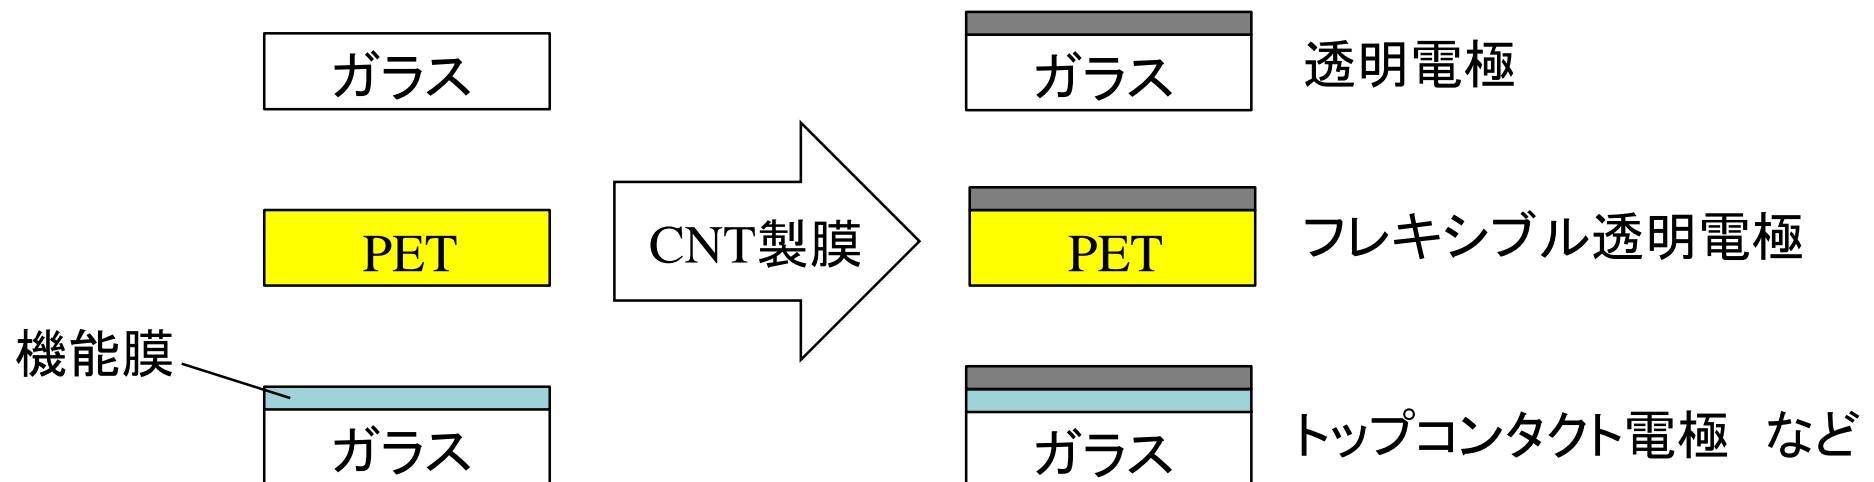 ガラス
ガラス
透明電極
PET
CNT製膜
PET
フレキシブル透明電極
機能膜
ガラス
ガラス
トップコンタクト電極　など